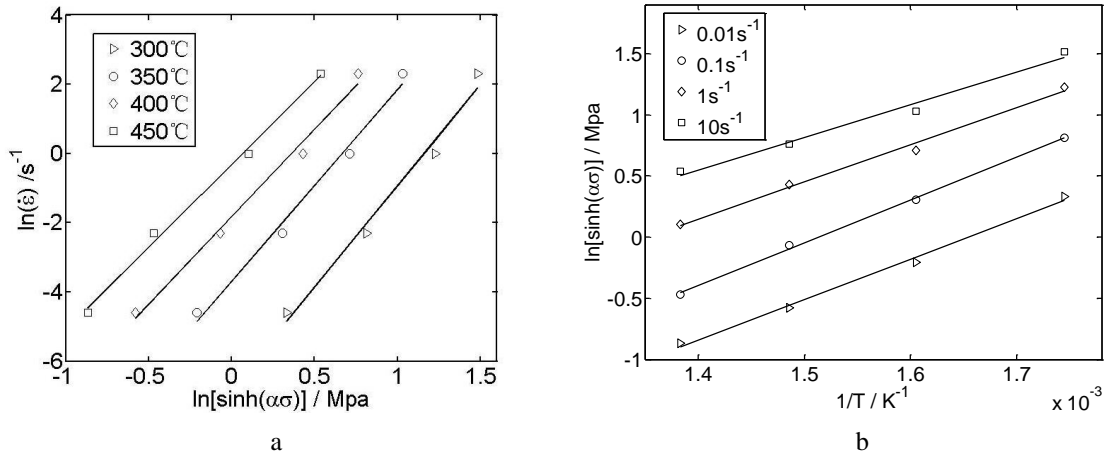 4
2
0
-2
-4
-6
ln(ε̇) /s⁻¹
300℃
350℃
400℃
450℃
-1 -0.5 0 0.5 1 1.5
ln[sinh(ασ)] / Mpa
a
1.5
1
0.5
0
-0.5
-1
ln[sinh(ασ)] / Mpa
0.01s⁻¹
0.1s⁻¹
1s⁻¹
10s⁻¹
1.4 1.5 1.6 1.7
x 10⁻³
1/T / K⁻¹
b